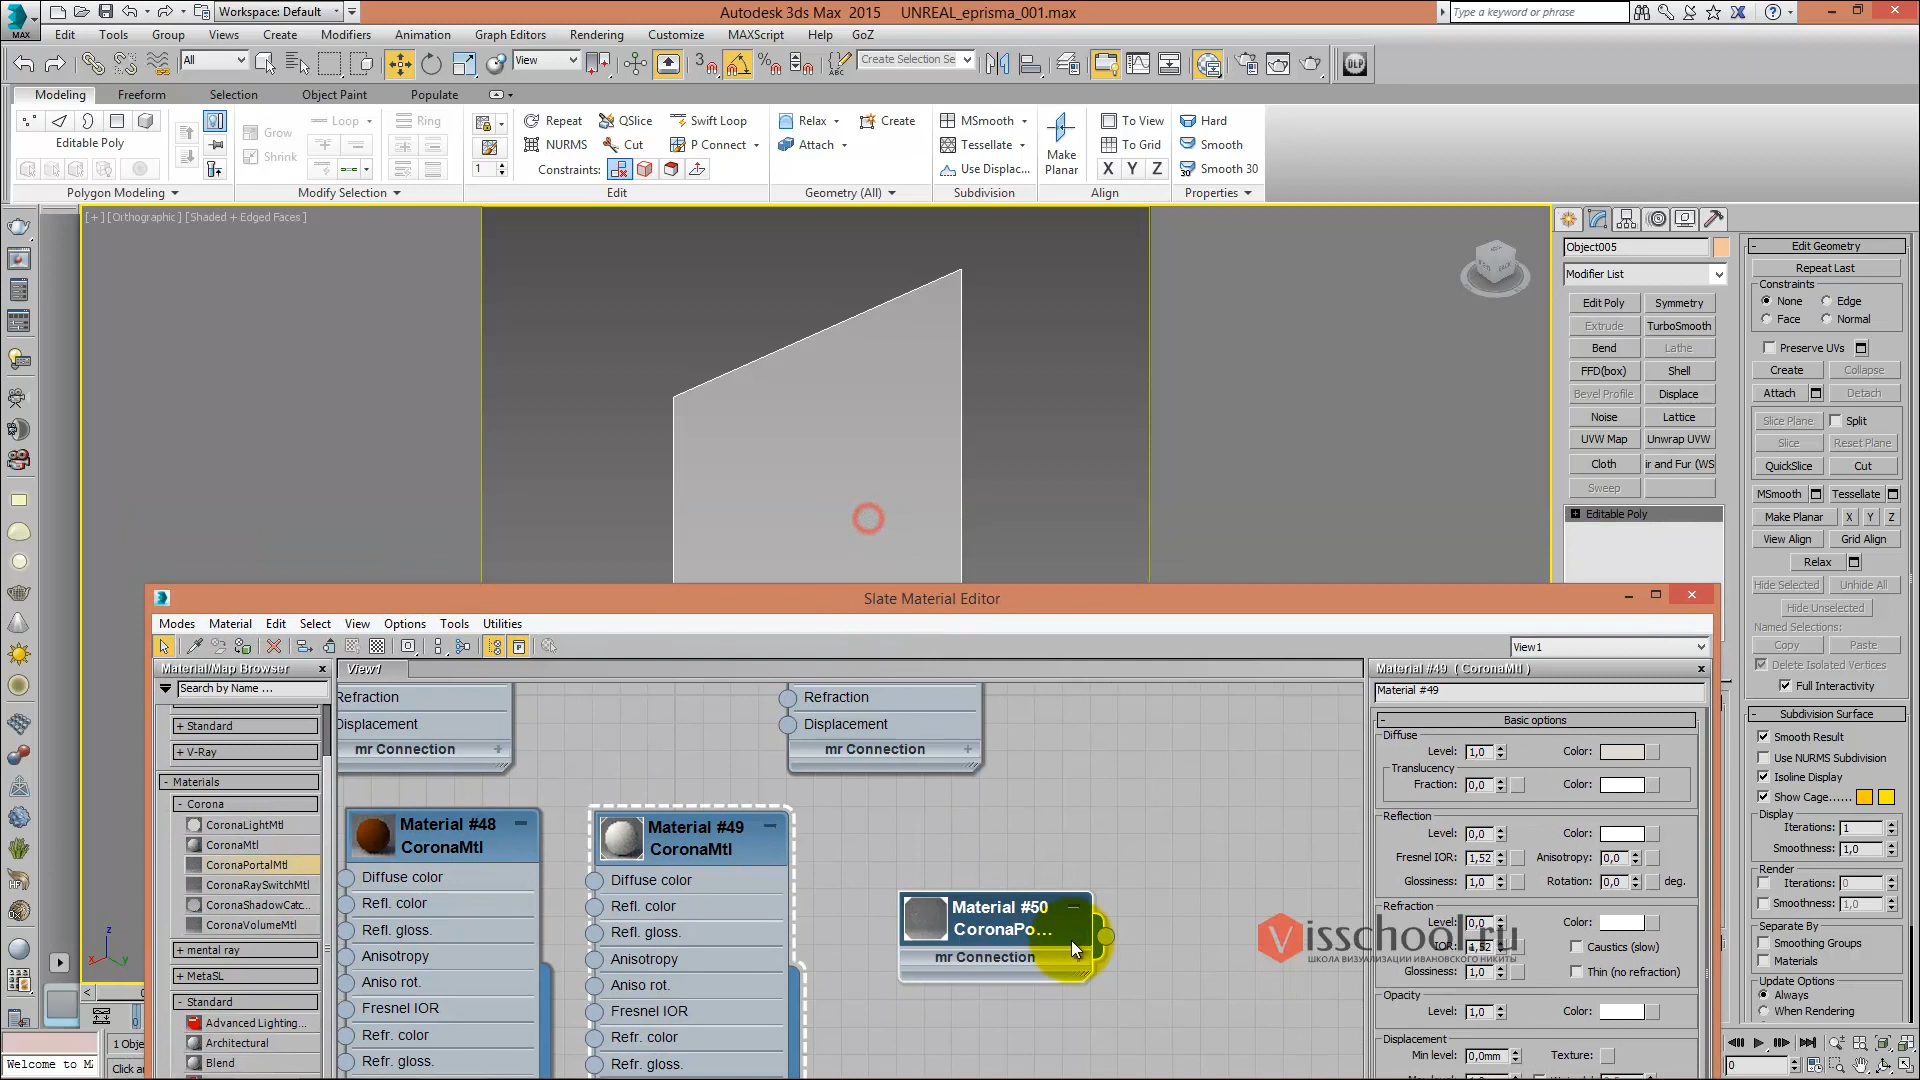 Workspace: Default
Autodesk 3ds Max 2015 UNREAL_eprisma_001.max
Type a keyword or phrase
MAX
Edit Tools Group Views Create Modifiers Animation Graph Editors Rendering Customize MAXScript Help GoZ
All View Create Selection Se
Modeling Freeform Selection Object Paint Populate
Loop Ring Repeat QSlice Swift Loop Relax Create MSmooth To View Hard
Grow NURMS Cut P Connect Attach Tessellate To Grid Smooth
Editable Poly Shrink 1 Constraints: Make Planar Use Displac... X Y Z Smooth 30
Polygon Modeling Modify Selection Edit Geometry (All) Subdivision Align Properties
[+] [Orthographic] [Shaded + Edged Faces]
Object005
Modifier List
Edit Poly Symmetry
Extrude TurboSmooth
Bend Lathe
FFD(box) Shell
Bevel Profile Displace
Noise Lattice
UVW Map Unwrap UVW
Cloth ir and Fur (WS
Sweep
Editable Poly
Edit Geometry
Repeat Last
Constraints
None Edge
Face Normal
Preserve UVs
Create Collapse
Attach Detach
Slice Plane Split
Slice Reset Plane
QuickSlice Cut
MSmooth Tessellate
Make Planar X Y Z
View Align Grid Align
Relax
Hide Selected Unhide All
Hide Unselected
Named Selections:
Copy Paste
Delete Isolated Vertices
Full Interactivity
Subdivision Surface
Smooth Result
Use NURMS Subdivision
Isoline Display
Show Cage......
Display
Iterations: 1
Smoothness: 1,0
Render
Iterations: 0
Smoothness: 1,0
Separate By
Smoothing Groups
Materials
Update Options
Always
When Rendering
Slate Material Editor
Modes Material Edit Select View Options Tools Utilities
View1
Material/Map Browser
Search by Name ...
+ Standard
+ V-Ray
- Materials
- Corona
CoronaLightMtl
CoronaMtl
CoronaPortalMtl
CoronaRaySwitchMtl
CoronaShadowCatc...
CoronaVolumeMtl
+ mental ray
+ MetaSL
- Standard
Advanced Lighting...
Architectural
Blend
View1
Refraction
Displacement
mr Connection
Refraction
Displacement
mr Connection
Material #48
CoronaMtl
Diffuse color
Refl. color
Refl. gloss.
Anisotropy
Aniso rot.
Fresnel IOR
Refr. color
Refr. gloss.
Material #49
CoronaMtl
Diffuse color
Refl. color
Refl. gloss.
Anisotropy
Aniso rot.
Fresnel IOR
Refr. color
Refr. gloss.
Material #50
CoronaPo...
mr Connection
Material #49 ( CoronaMtl )
Material #49
Basic options
Diffuse
Level: 1,0 Color:
Translucency
Fraction: 0,0 Color:
Reflection
Level: 0,0 Color:
Fresnel IOR: 1,52 Anisotropy: 0,0
Glossiness: 1,0 Rotation: 0,0 deg.
Refraction
Level: 0,0 Color:
IOR: 1,52 Caustics (slow)
Glossiness: 1,0 Thin (no refraction)
Opacity
Level: 1,0 Color:
Displacement
Min level: 0,0mm Texture:
Visschool.ru
ШКОЛА ВИЗУАЛИЗАЦИИ ИВАНОВСКОГО НИКИТЫ
z
x y
1 Obje
Welcome to M
Click an
0